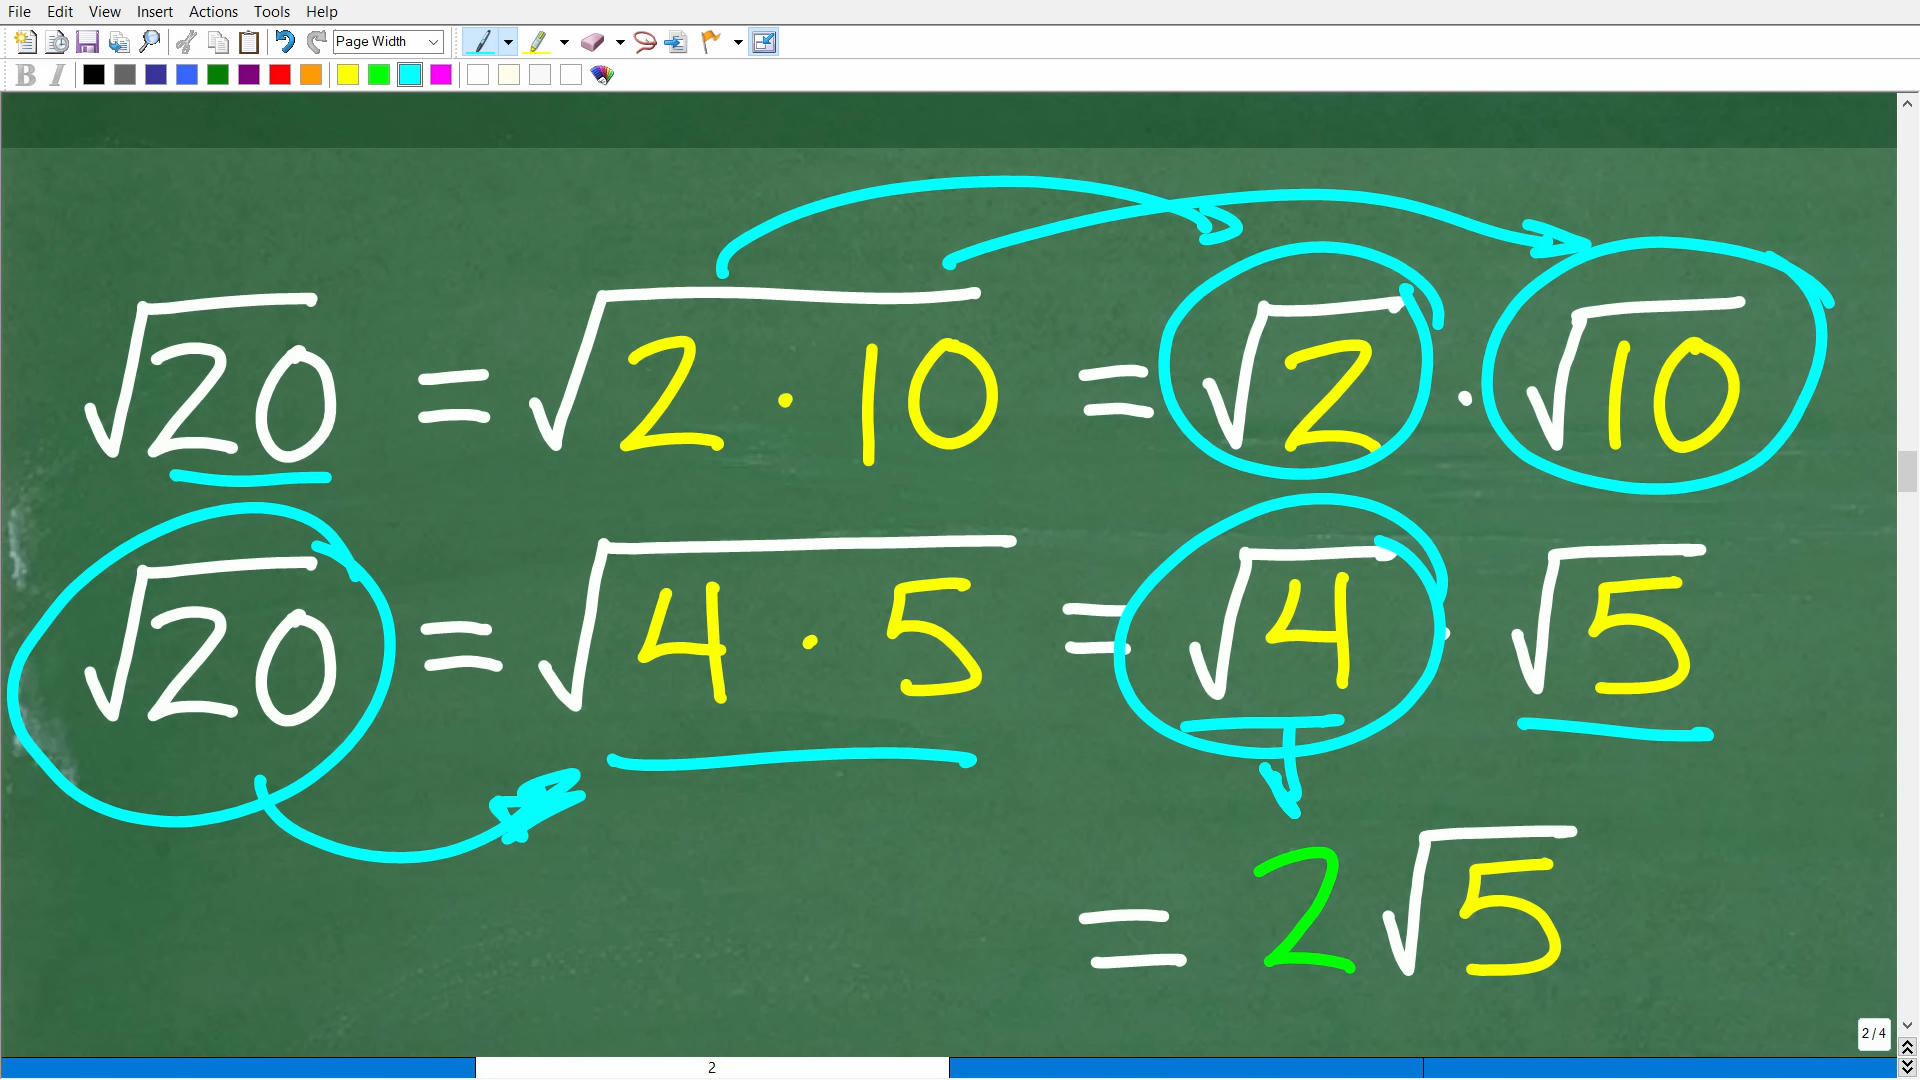 File Edit View Insert Actions Tools Help
Page Width
B I
√20 = √2 · 10 = √2 · √10
√20 = √4 · 5 = √4 · √5
= 2√5
2 / 4
2